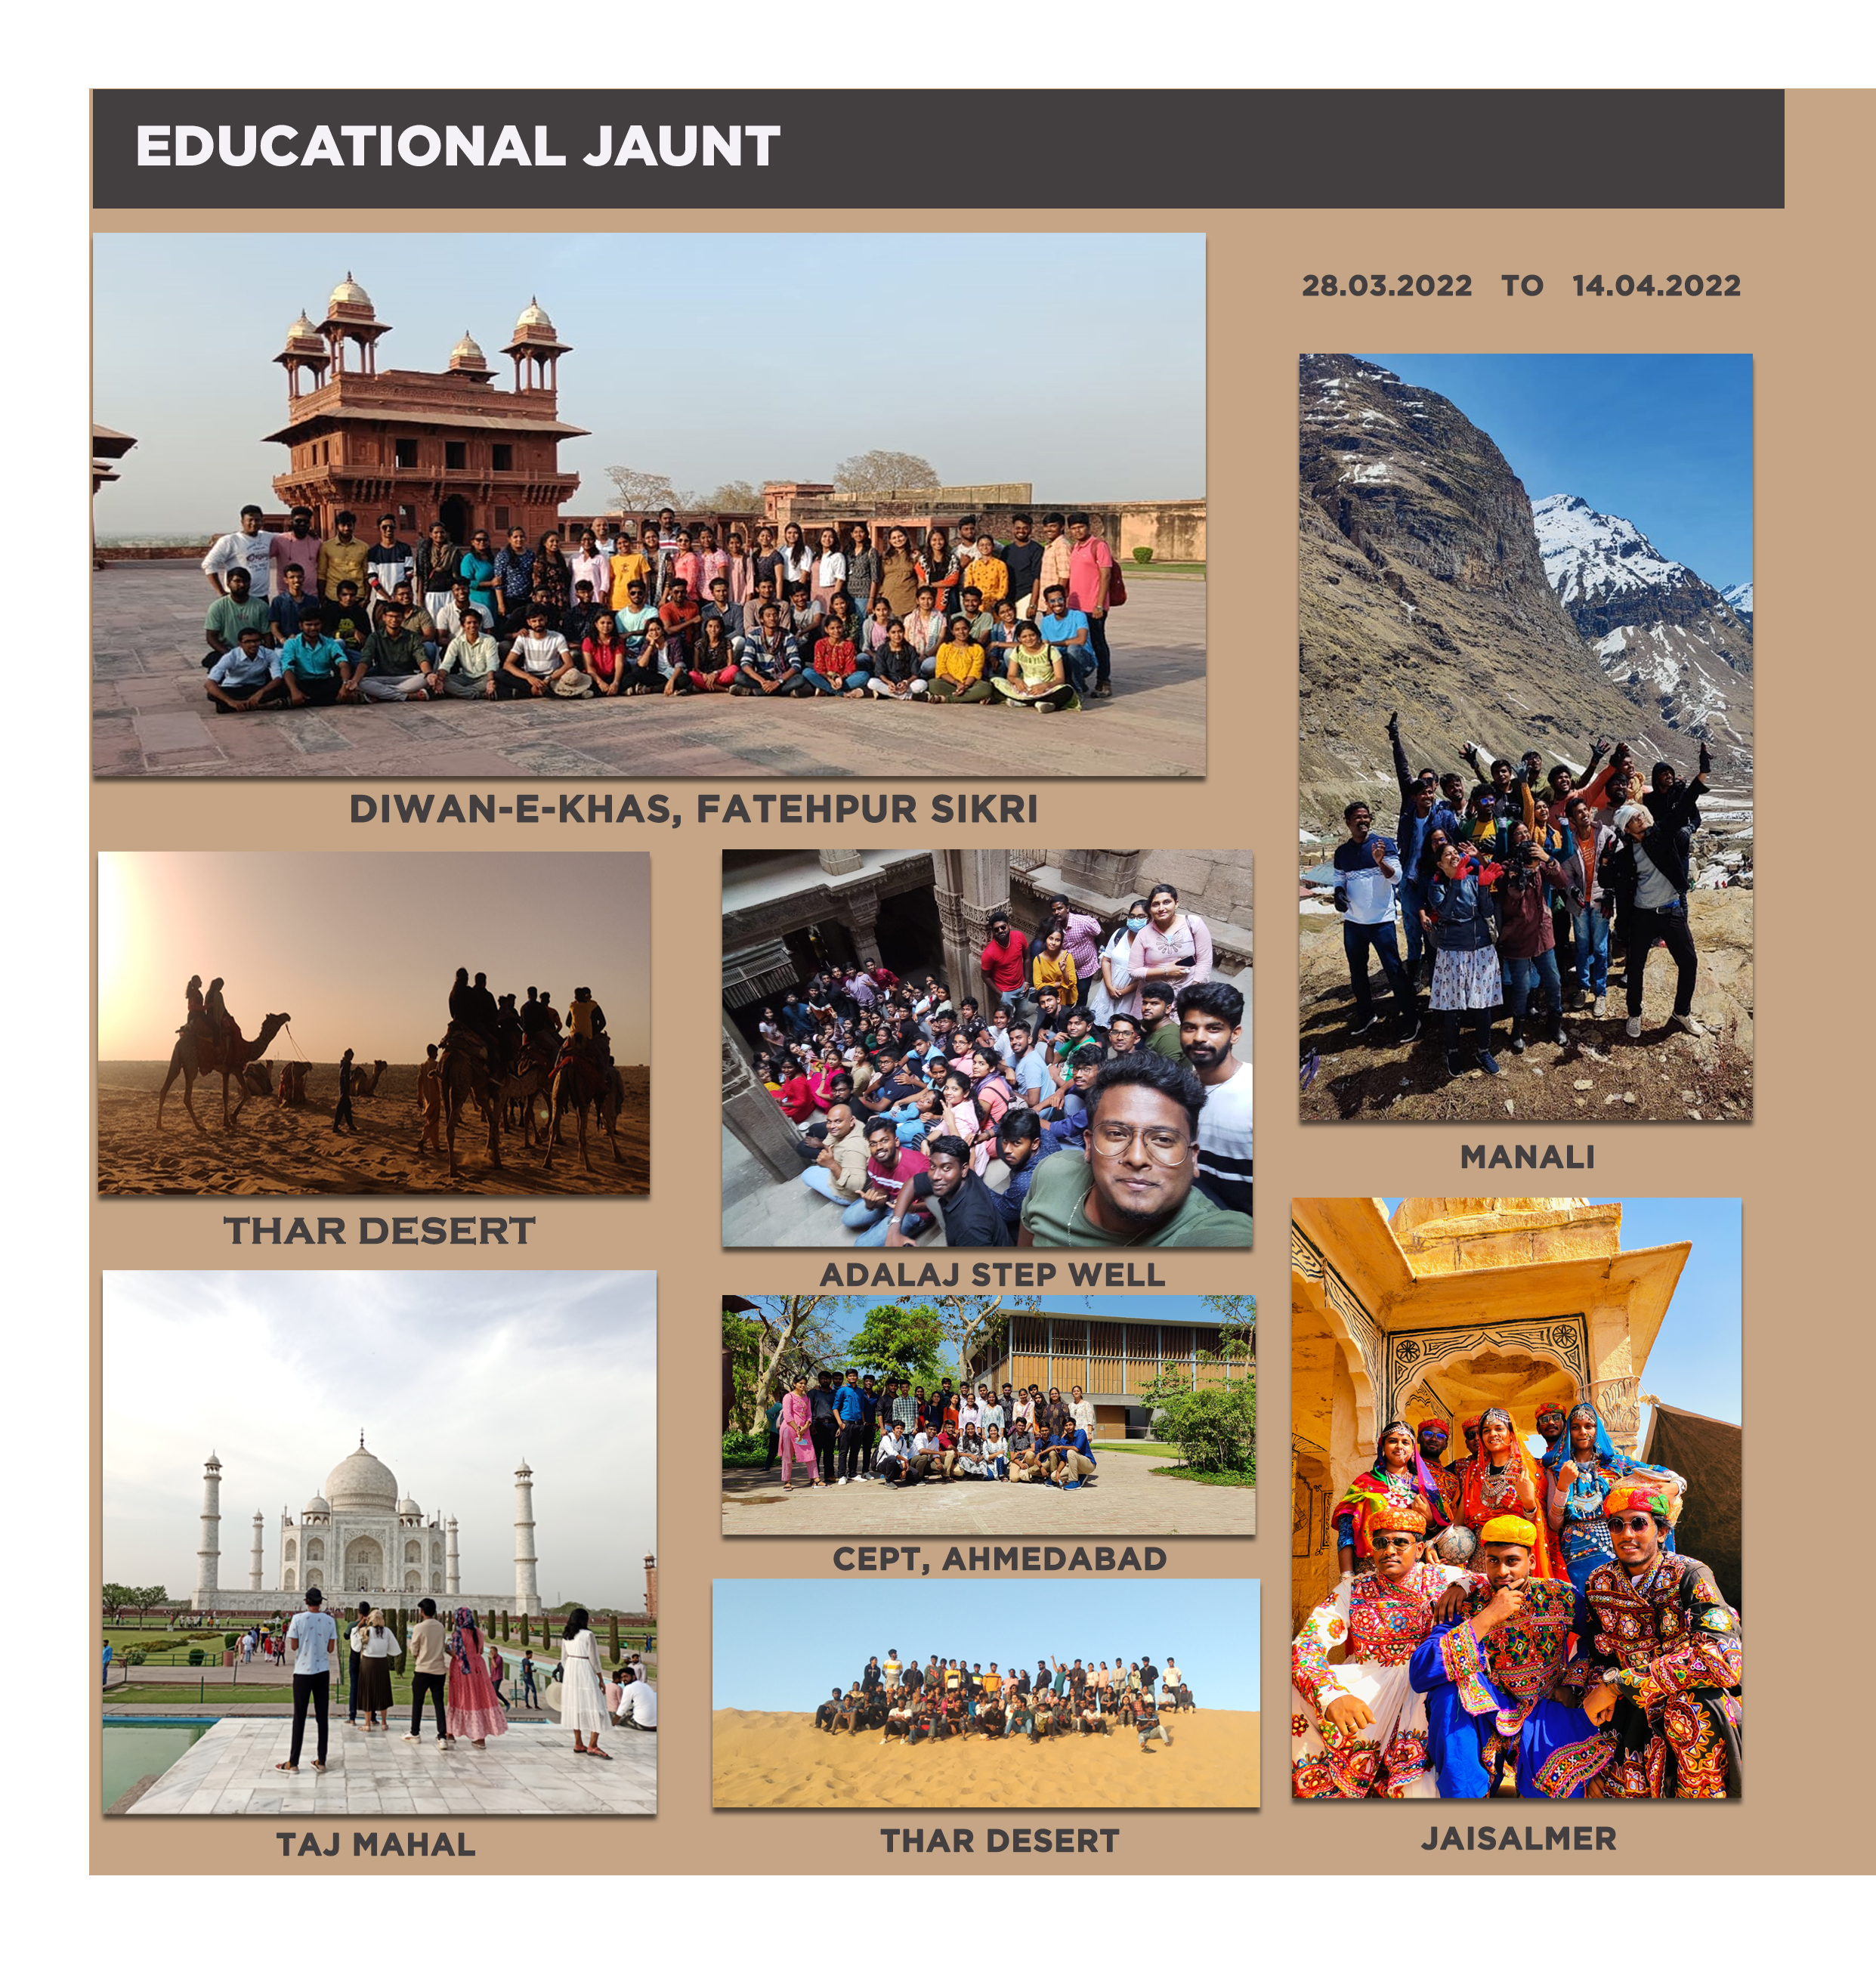 EDUCATIONAL JAUNT
28.03.2022 TO 14.04.2022
DIWAN-E-KHAS, FATEHPUR SIKRI
MANALI
THAR DESERT
ADALAJ STEP WELL
CEPT, AHMEDABAD
TAJ MAHAL
THAR DESERT
JAISALMER